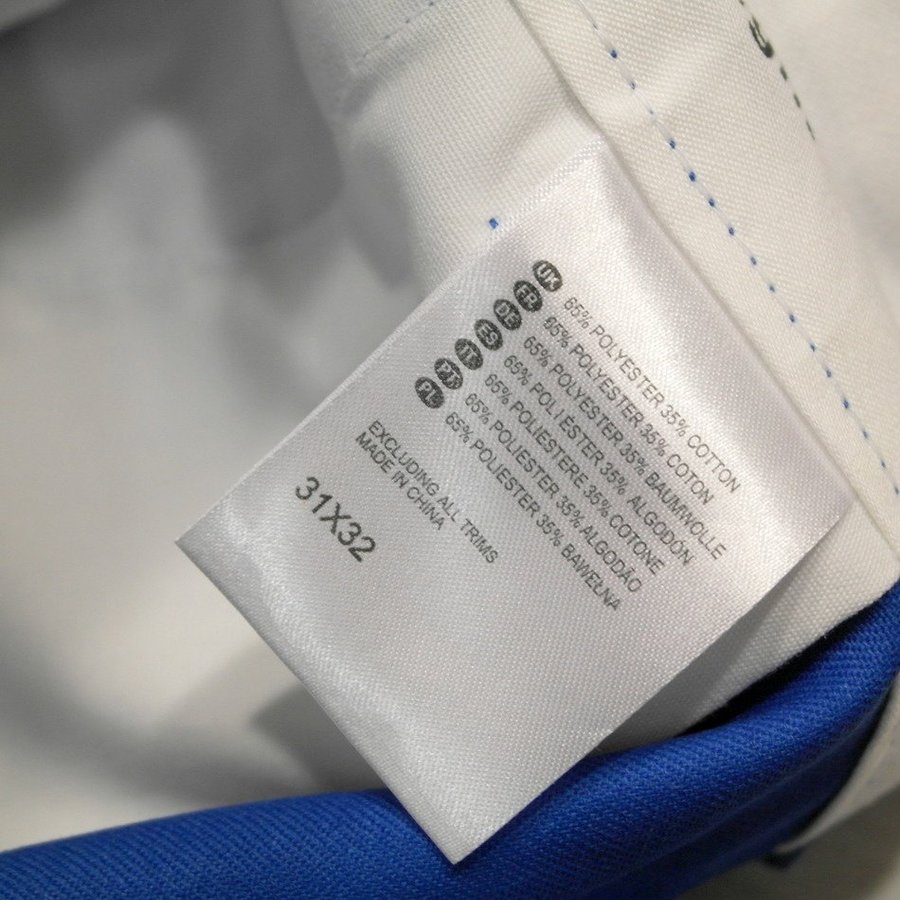 UK 65% POLYESTER 35% COTTON
FR 65% POLYESTER 35% COTON
DE 65% POLYESTER 35% BAUMWOLLE
ES 65% POLIÉSTER 35% ALGODÓN
IT 65% POLIESTERE 35% COTONE
PT 65% POLIÉSTER 35% ALGODÃO
PL 65% POLIESTER 35% BAWEŁNA
EXCLUDING ALL TRIMS
MADE IN CHINA
31X32